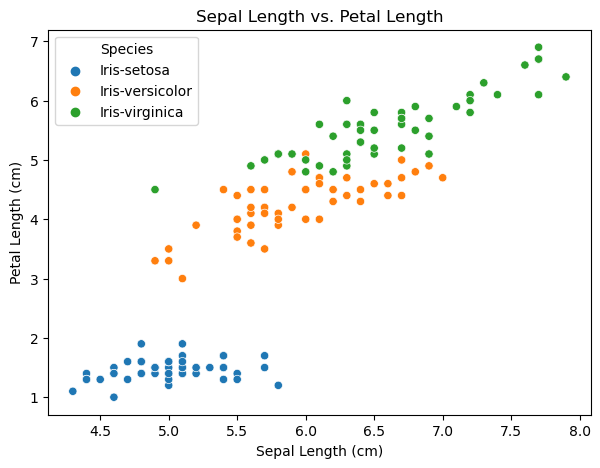 Sepal Length vs. Petal Length
Species
Iris-setosa
Iris-versicolor
Iris-virginica
Petal Length (cm)
7
6
5
4
3
2
1
4.5 5.0 5.5 6.0 6.5 7.0 7.5 8.0
Sepal Length (cm)